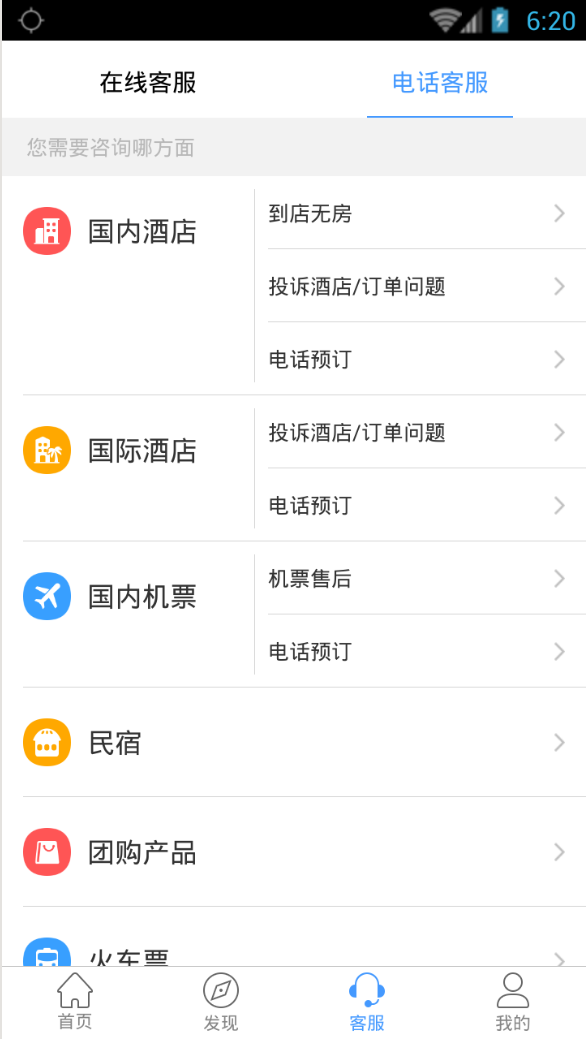 6:20
在线客服
电话客服
您需要咨询哪方面
国内酒店
到店无房
投诉酒店/订单问题
电话预订
国际酒店
投诉酒店/订单问题
电话预订
国内机票
机票售后
电话预订
民宿
团购产品
火车票
首页
发现
客服
我的